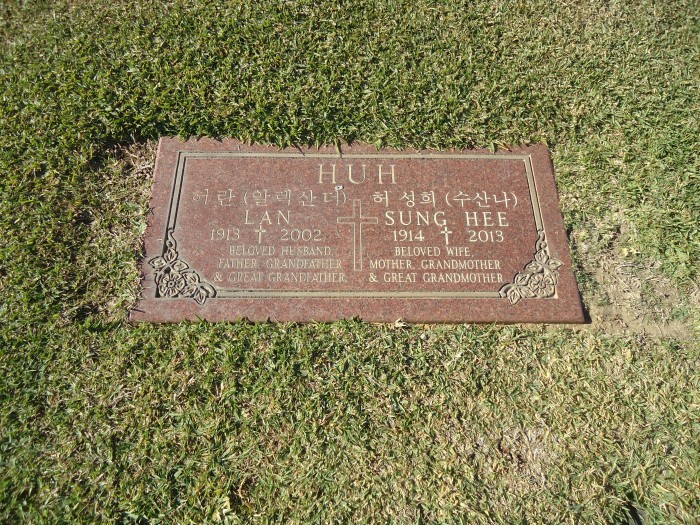 HUH
허 란 (알렉 산 더) 허 성희 (수산나)
LAN SUNG HEE
1913 ✝ 2002 1914 ✝ 2013
BELOVED HUSBAND, BELOVED WIFE,
FATHER, GRANDFATHER MOTHER, GRANDMOTHER
& GREAT GRANDFATHER & GREAT GRANDMOTHER